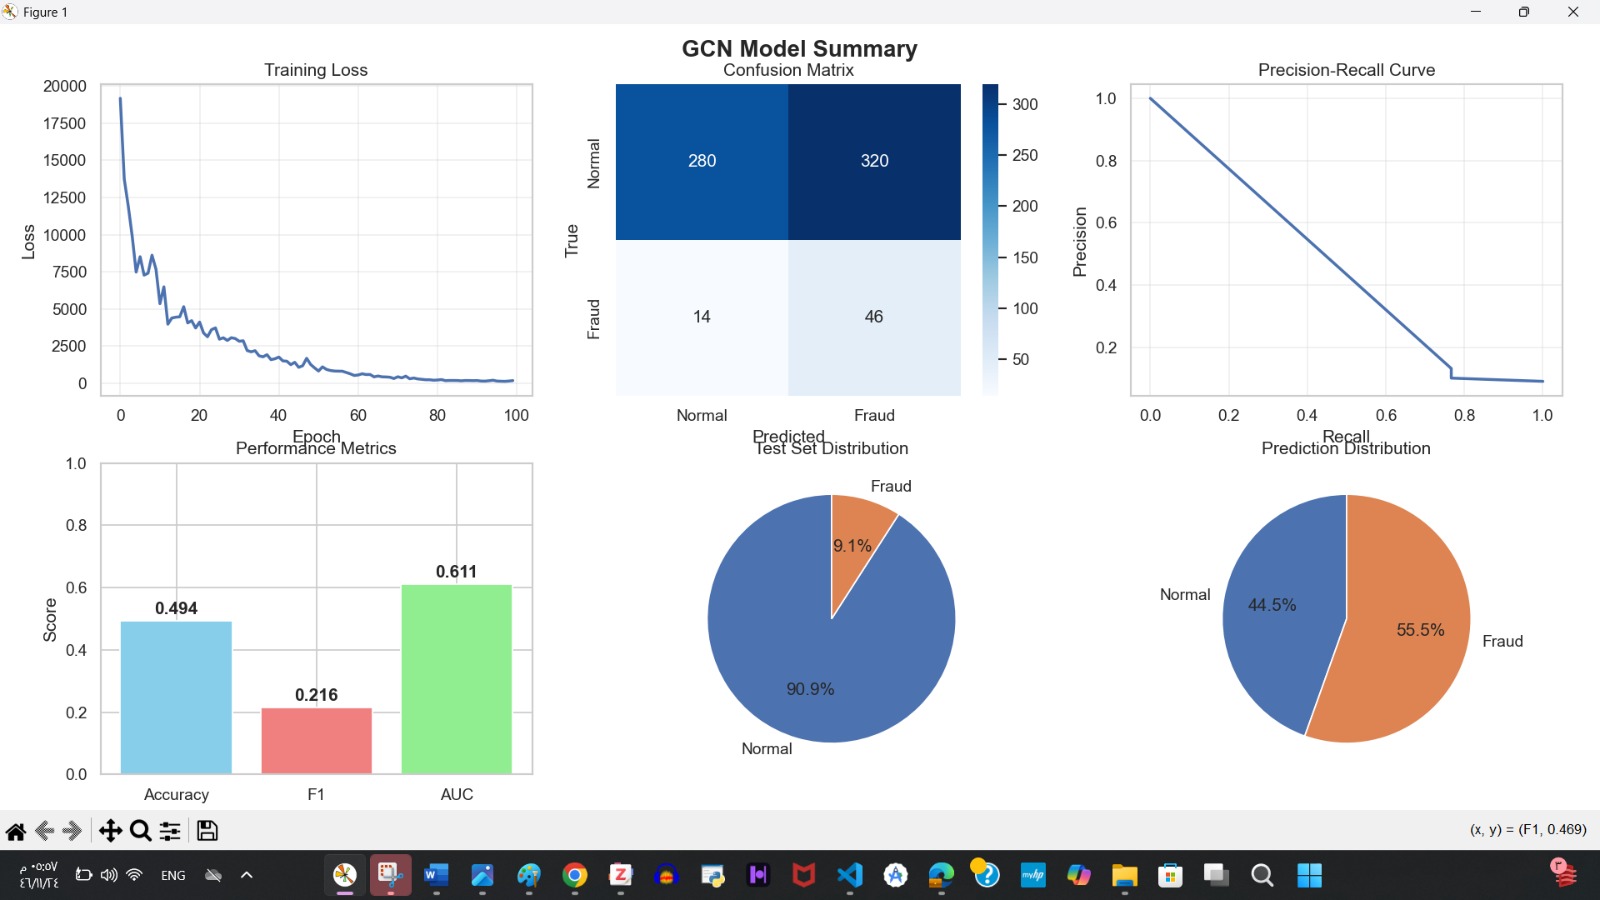 Figure 1
GCN Model Summary
Training Loss
20000
17500
15000
12500
10000
7500
5000
2500
0
Loss
0 20 40 60 80 100
Epoch
Confusion Matrix
280 320
14 46
Normal
Fraud
True
Normal Fraud
Predicted
300
250
200
150
100
50
Precision-Recall Curve
1.0
0.8
0.6
0.4
0.2
Precision
0.0 0.2 0.4 0.6 0.8 1.0
Recall
Performance Metrics
1.0
0.8
0.6
0.4
0.2
0.0
Score
0.494
0.216
0.611
Accuracy F1 AUC
Test Set Distribution
Fraud
9.1%
90.9%
Normal
Prediction Distribution
Normal
44.5%
55.5%
Fraud
(x, y) = (F1, 0.469)
٠٥:٥٧ م
ENG
W
Z
myhp
?
٣